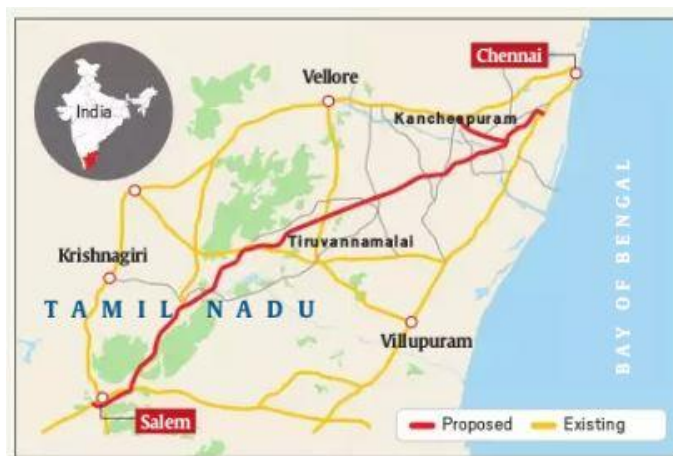 India
Chennai
Vellore
Kancheepuram
Tiruvannamalai
Krishnagiri
TAMIL NADU
Villupuram
BAY OF BENGAL
Salem
Proposed
Existing